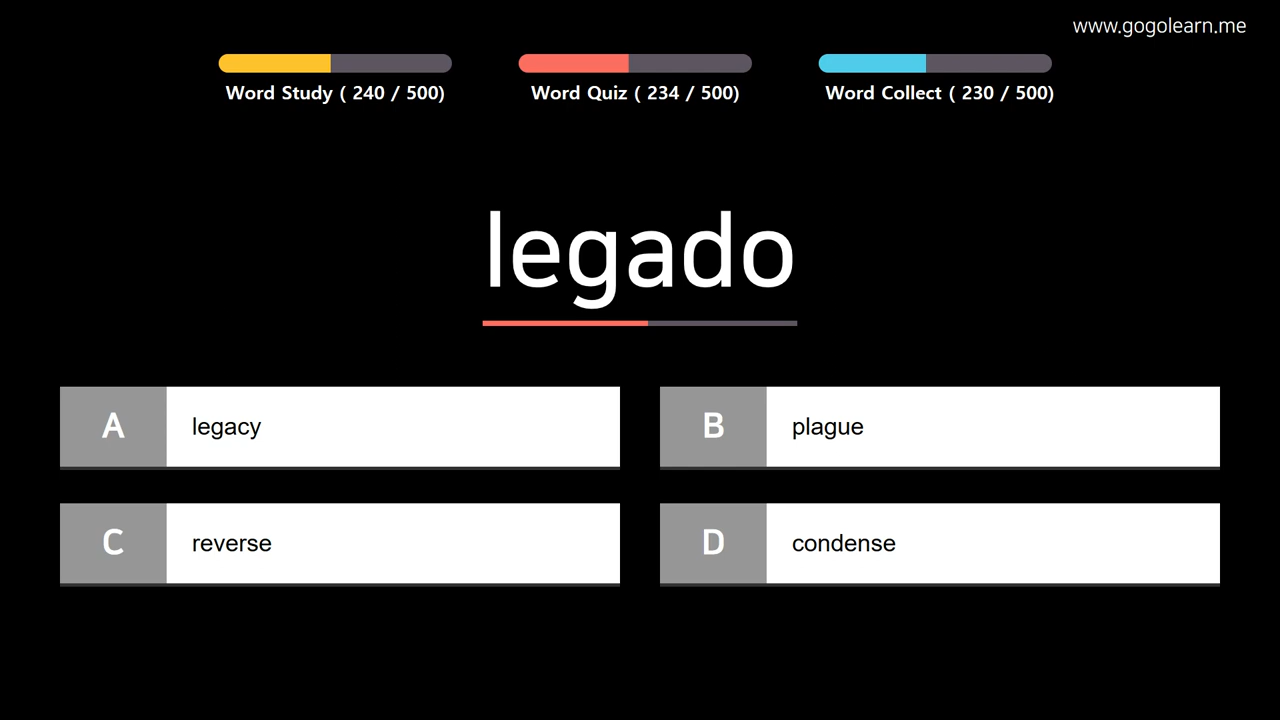 www.gogolearn.me
Word Study ( 240 / 500)
Word Quiz ( 234 / 500)
Word Collect ( 230 / 500)
legado
A legacy
B plague
C reverse
D condense